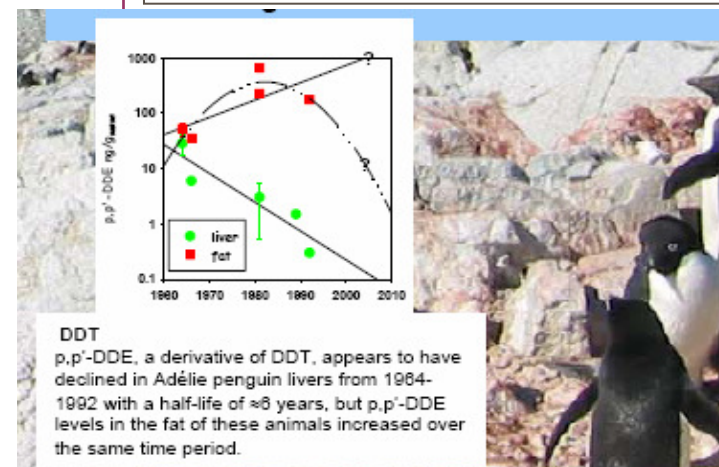 1000
100
10
1
0.1
p,p'-DDE ng/g
?
?
liver
fat
1960 1970 1980 1990 2000 2010
DDT
p,p'-DDE, a derivative of DDT, appears to have
declined in Adélie penguin livers from 1964-
1992 with a half-life of ≈6 years, but p,p'-DDE
levels in the fat of these animals increased over
the same time period.